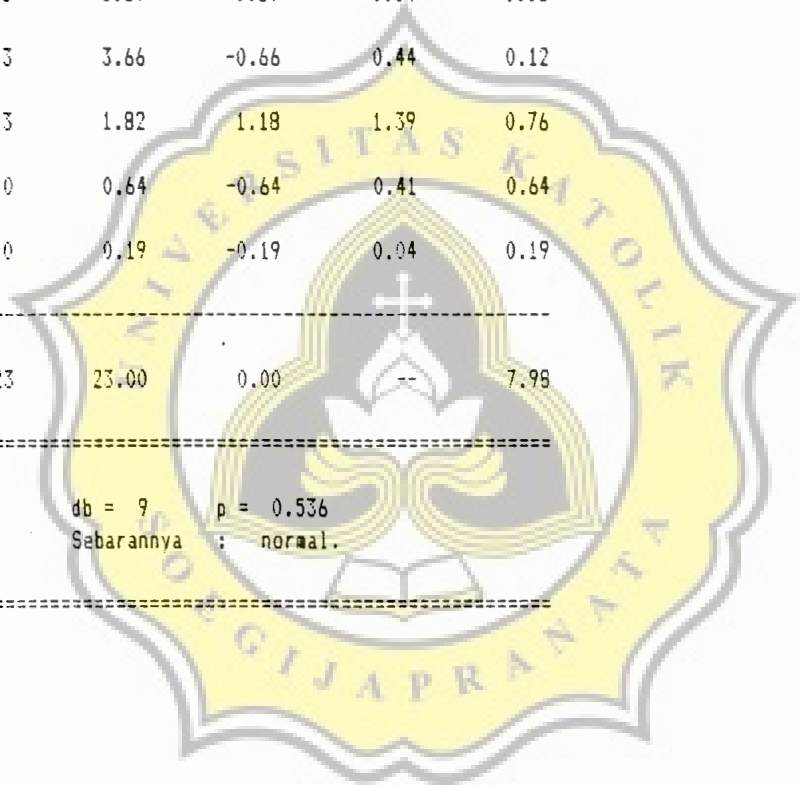 3 3.66 -0.66 0.44 0.12
3 1.82 1.18 1.39 0.76
0 0.64 -0.64 0.41 0.64
0 0.19 -0.19 0.04 0.19
23 23.00 0.00 -- 7.98
db = 9 p = 0.536
Sebarannya : normal.
UNIVERSITAS KATOLIK
SOEGIJAPRANATA